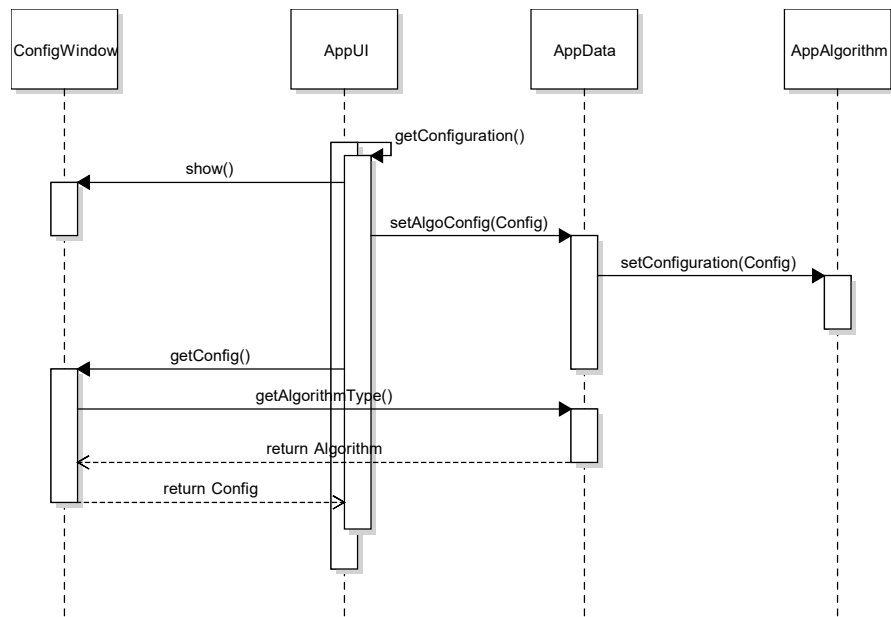 ConfigWindow
AppUI
AppData
AppAlgorithm
getConfiguration()
show()
setAlgoConfig(Config)
setConfiguration(Config)
getConfig()
getAlgorithmType()
return Algorithm
return Config